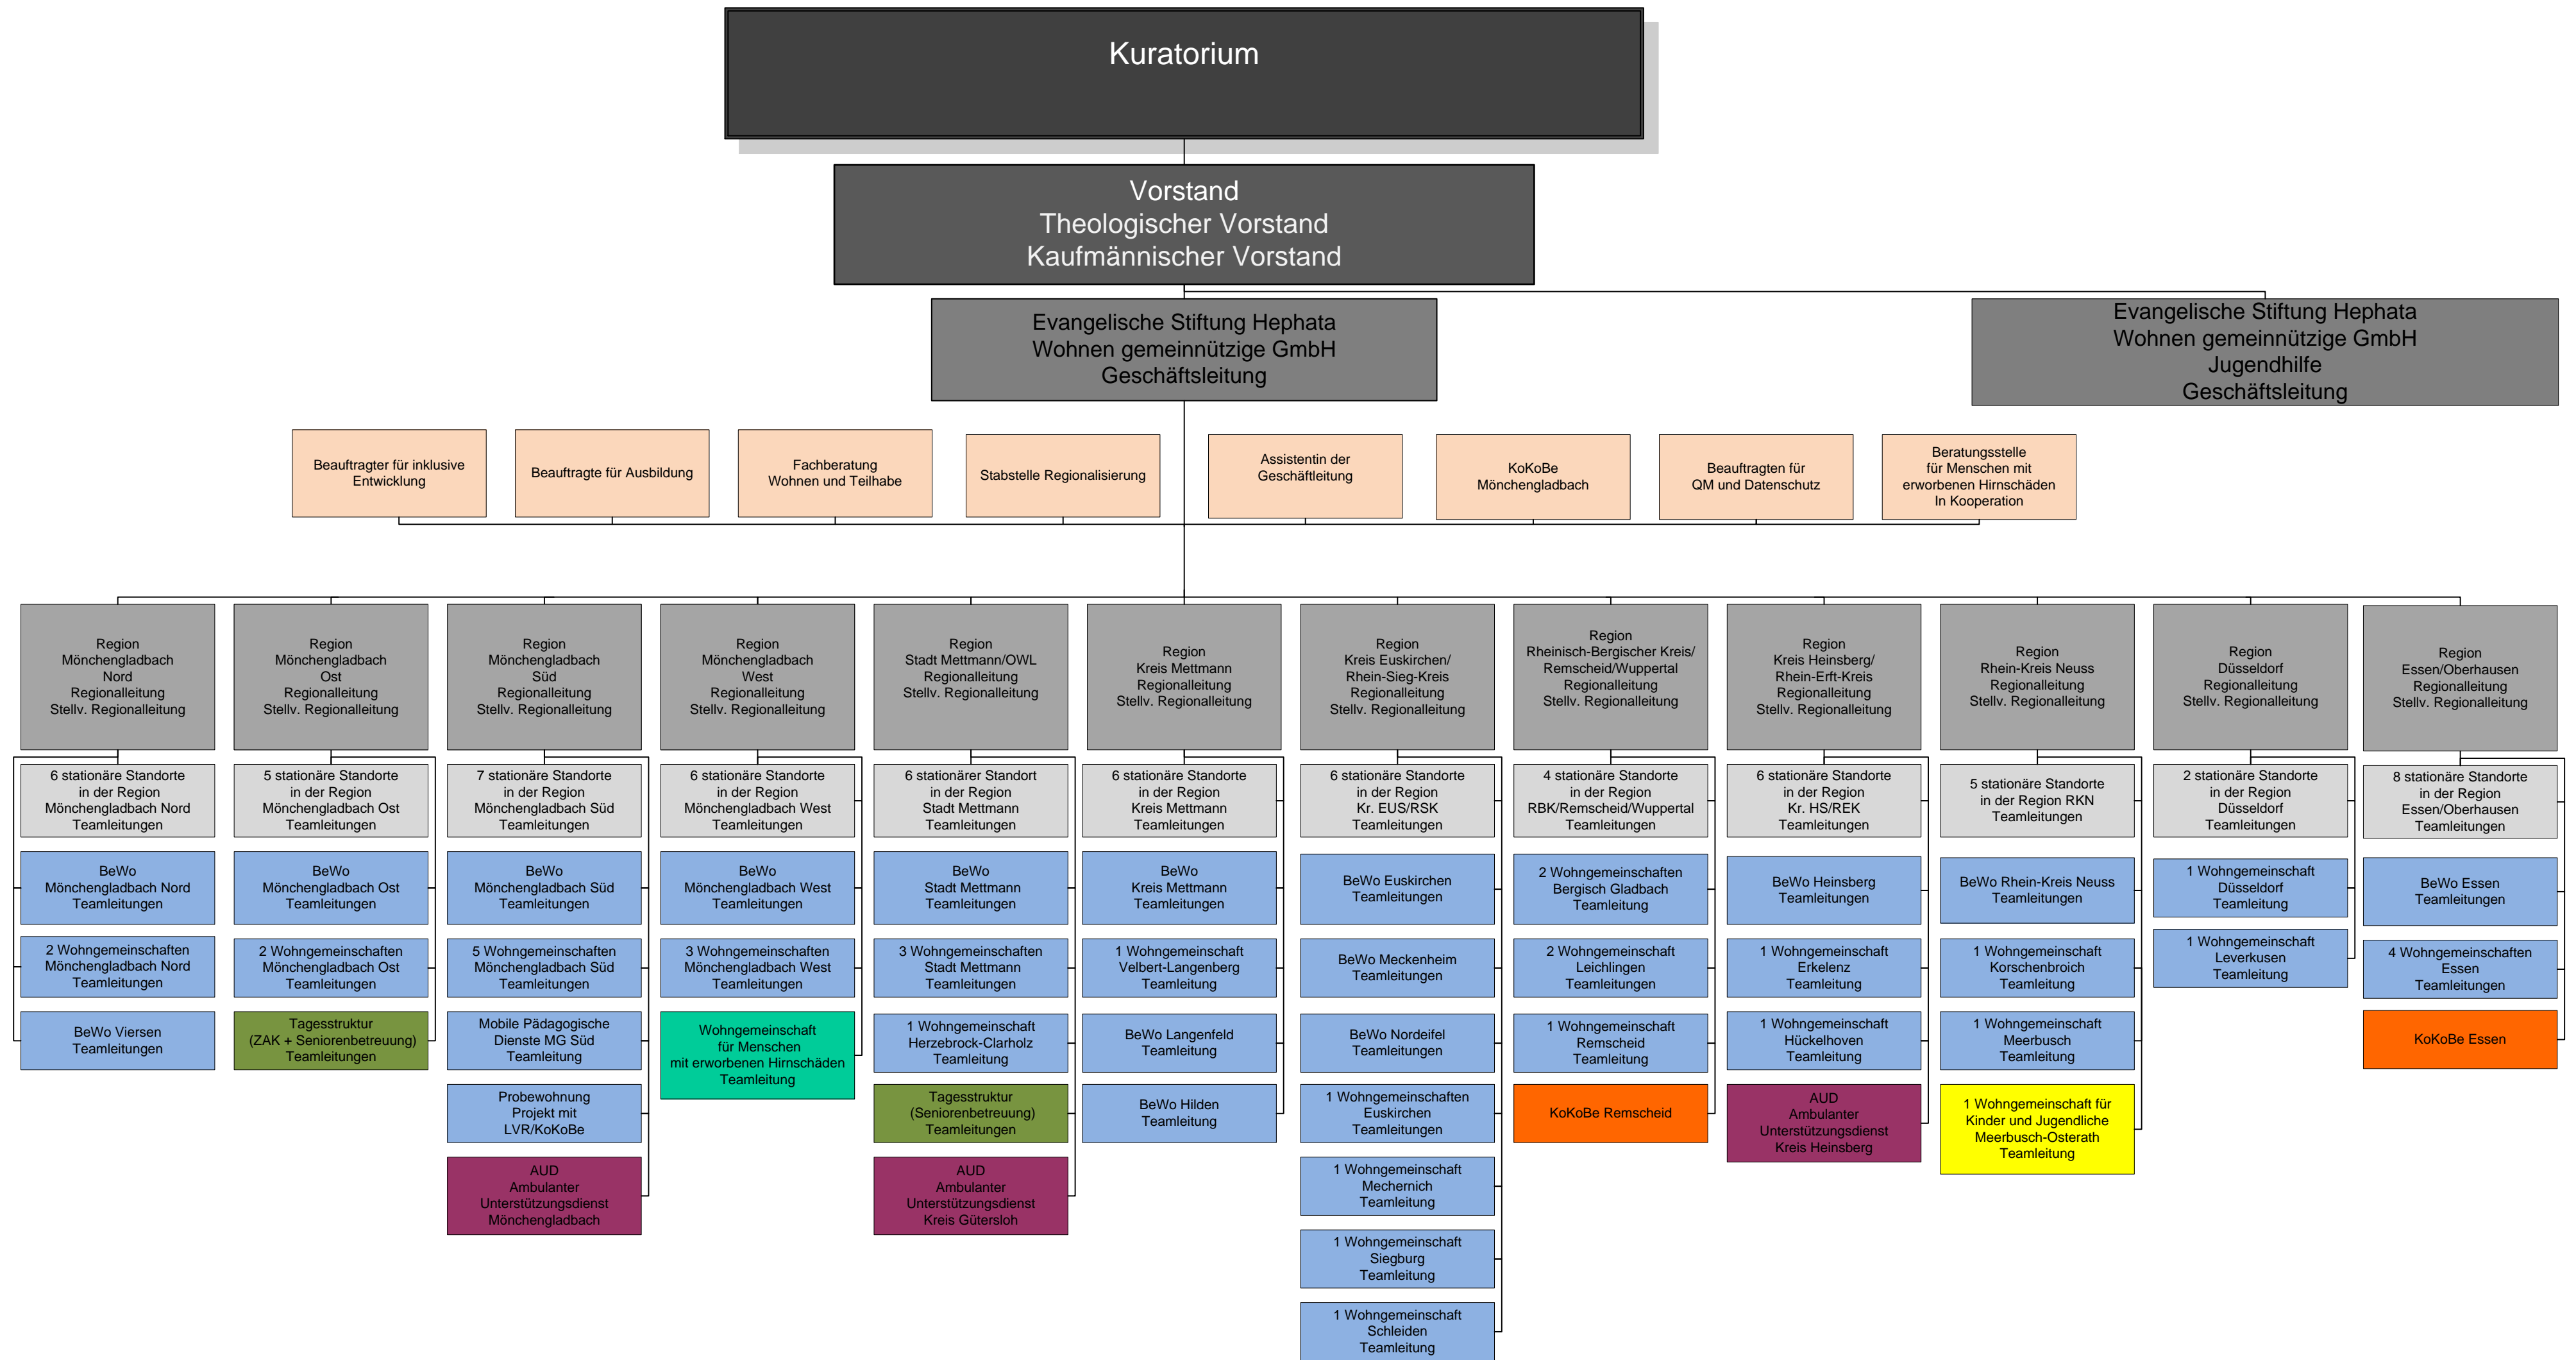 Kuratorium
Vorstand
Theologischer Vorstand
Kaufmännischer Vorstand
Evangelische Stiftung Hephata
Wohnen gemeinnützige GmbH
Geschäftsleitung
Evangelische Stiftung Hephata
Wohnen gemeinnützige GmbH
Jugendhilfe
Geschäftsleitung
Beauftragter für inklusive
Entwicklung
Beauftragte für Ausbildung
Fachberatung
Wohnen und Teilhabe
Stabstelle Regionalisierung
Assistentin der
Geschäftleitung
KoKoBe
Mönchengladbach
Beauftragten für
QM und Datenschutz
Beratungsstelle
für Menschen mit
erworbenen Hirnschäden
In Kooperation
Region
Mönchengladbach
Nord
Regionalleitung
Stellv. Regionalleitung
6 stationäre Standorte
in der Region
Mönchengladbach Nord
Teamleitungen
BeWo
Mönchengladbach Nord
Teamleitungen
2 Wohngemeinschaften
Mönchengladbach Nord
Teamleitungen
BeWo Viersen
Teamleitungen
Region
Mönchengladbach
Ost
Regionalleitung
Stellv. Regionalleitung
5 stationäre Standorte
in der Region
Mönchengladbach Ost
Teamleitungen
BeWo
Mönchengladbach Ost
Teamleitungen
2 Wohngemeinschaften
Mönchengladbach Ost
Teamleitungen
Tagesstruktur
(ZAK + Seniorenbetreuung)
Teamleitungen
Region
Mönchengladbach
Süd
Regionalleitung
Stellv. Regionalleitung
7 stationäre Standorte
in der Region
Mönchengladbach Süd
Teamleitungen
BeWo
Mönchengladbach Süd
Teamleitungen
5 Wohngemeinschaften
Mönchengladbach Süd
Teamleitungen
Mobile Pädagogische
Dienste MG Süd
Teamleitung
Probewohnung
Projekt mit
LVR/KoKoBe
AUD
Ambulanter
Unterstützungsdienst
Mönchengladbach
Region
Mönchengladbach
West
Regionalleitung
Stellv. Regionalleitung
6 stationäre Standorte
in der Region
Mönchengladbach West
Teamleitungen
BeWo
Mönchengladbach West
Teamleitungen
3 Wohngemeinschaften
Mönchengladbach West
Teamleitungen
Wohngemeinschaft
für Menschen
mit erworbenen Hirnschäden
Teamleitung
Region
Stadt Mettmann/OWL
Regionalleitung
Stellv. Regionalleitung
6 stationärer Standort
in der Region
Stadt Mettmann
Teamleitungen
BeWo
Stadt Mettmann
Teamleitungen
3 Wohngemeinschaften
Stadt Mettmann
Teamleitungen
1 Wohngemeinschaft
Herzebrock-Clarholz
Teamleitung
Tagesstruktur
(Seniorenbetreuung)
Teamleitungen
AUD
Ambulanter
Unterstützungsdienst
Kreis Gütersloh
Region
Kreis Mettmann
Regionalleitung
Stellv. Regionalleitung
6 stationäre Standorte
in der Region
Kreis Mettmann
Teamleitungen
BeWo
Kreis Mettmann
Teamleitungen
1 Wohngemeinschaft
Velbert-Langenberg
Teamleitung
BeWo Langenfeld
Teamleitung
BeWo Hilden
Teamleitung
Region
Kreis Euskirchen/
Rhein-Sieg-Kreis
Regionalleitung
Stellv. Regionalleitung
6 stationäre Standorte
in der Region
Kr. EUS/RSK
Teamleitungen
BeWo Euskirchen
Teamleitungen
BeWo Meckenheim
Teamleitungen
BeWo Nordeifel
Teamleitungen
1 Wohngemeinschaften
Euskirchen
Teamleitungen
1 Wohngemeinschaft
Mechernich
Teamleitung
1 Wohngemeinschaft
Siegburg
Teamleitung
1 Wohngemeinschaft
Schleiden
Teamleitung
Region
Rheinisch-Bergischer Kreis/
Remscheid/Wuppertal
Regionalleitung
Stellv. Regionalleitung
4 stationäre Standorte
in der Region
RBK/Remscheid/Wuppertal
Teamleitungen
2 Wohngemeinschaften
Bergisch Gladbach
Teamleitung
2 Wohngemeinschaft
Leichlingen
Teamleitungen
1 Wohngemeinschaft
Remscheid
Teamleitung
KoKoBe Remscheid
Region
Kreis Heinsberg/
Rhein-Erft-Kreis
Regionalleitung
Stellv. Regionalleitung
6 stationäre Standorte
in der Region
Kr. HS/REK
Teamleitungen
BeWo Heinsberg
Teamleitungen
1 Wohngemeinschaft
Erkelenz
Teamleitung
1 Wohngemeinschaft
Hückelhoven
Teamleitung
AUD
Ambulanter
Unterstützungsdienst
Kreis Heinsberg
Region
Rhein-Kreis Neuss
Regionalleitung
Stellv. Regionalleitung
5 stationäre Standorte
in der Region RKN
Teamleitungen
BeWo Rhein-Kreis Neuss
Teamleitungen
1 Wohngemeinschaft
Korschenbroich
Teamleitung
1 Wohngemeinschaft
Meerbusch
Teamleitung
1 Wohngemeinschaft für
Kinder und Jugendliche
Meerbusch-Osterath
Teamleitung
Region
Düsseldorf
Regionalleitung
Stellv. Regionalleitung
2 stationäre Standorte
in der Region
Düsseldorf
Teamleitungen
1 Wohngemeinschaft
Düsseldorf
Teamleitung
1 Wohngemeinschaft
Leverkusen
Teamleitung
Region
Essen/Oberhausen
Regionalleitung
Stellv. Regionalleitung
8 stationäre Standorte
in der Region
Essen/Oberhausen
Teamleitungen
BeWo Essen
Teamleitungen
4 Wohngemeinschaften
Essen
Teamleitungen
KoKoBe Essen